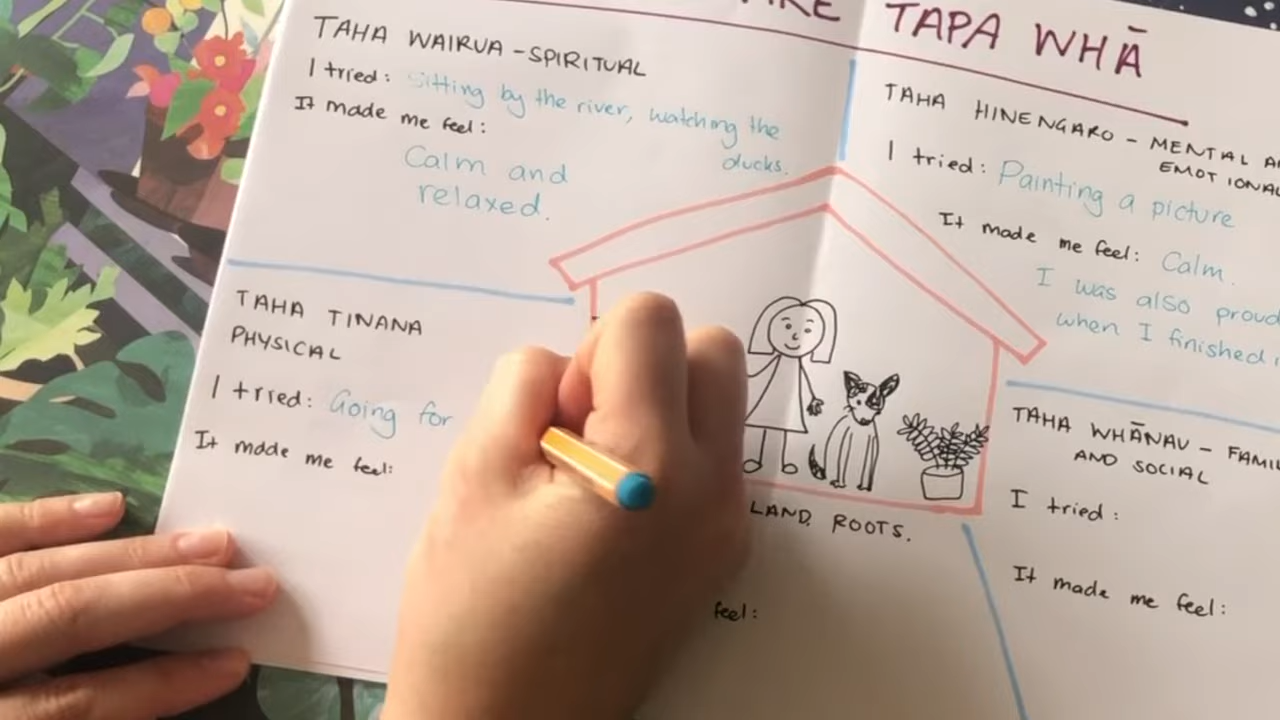 TAPA WHĀ
TAHA WAIRUA - SPIRITUAL
I tried: Sitting by the river, watching the
ducks.
It made me feel:
Calm and
relaxed.
TAHA HINENGARO - MENTAL
EMOTIONAL
I tried: Painting a picture
It made me feel: Calm.
I was also proud
when I finished
TAHA TINANA
PHYSICAL
I tried: Going for
It made me feel:
LAND, ROOTS.
feel:
TAHA WHĀNAU -
AND SOCIAL
I tried:
It made me feel: